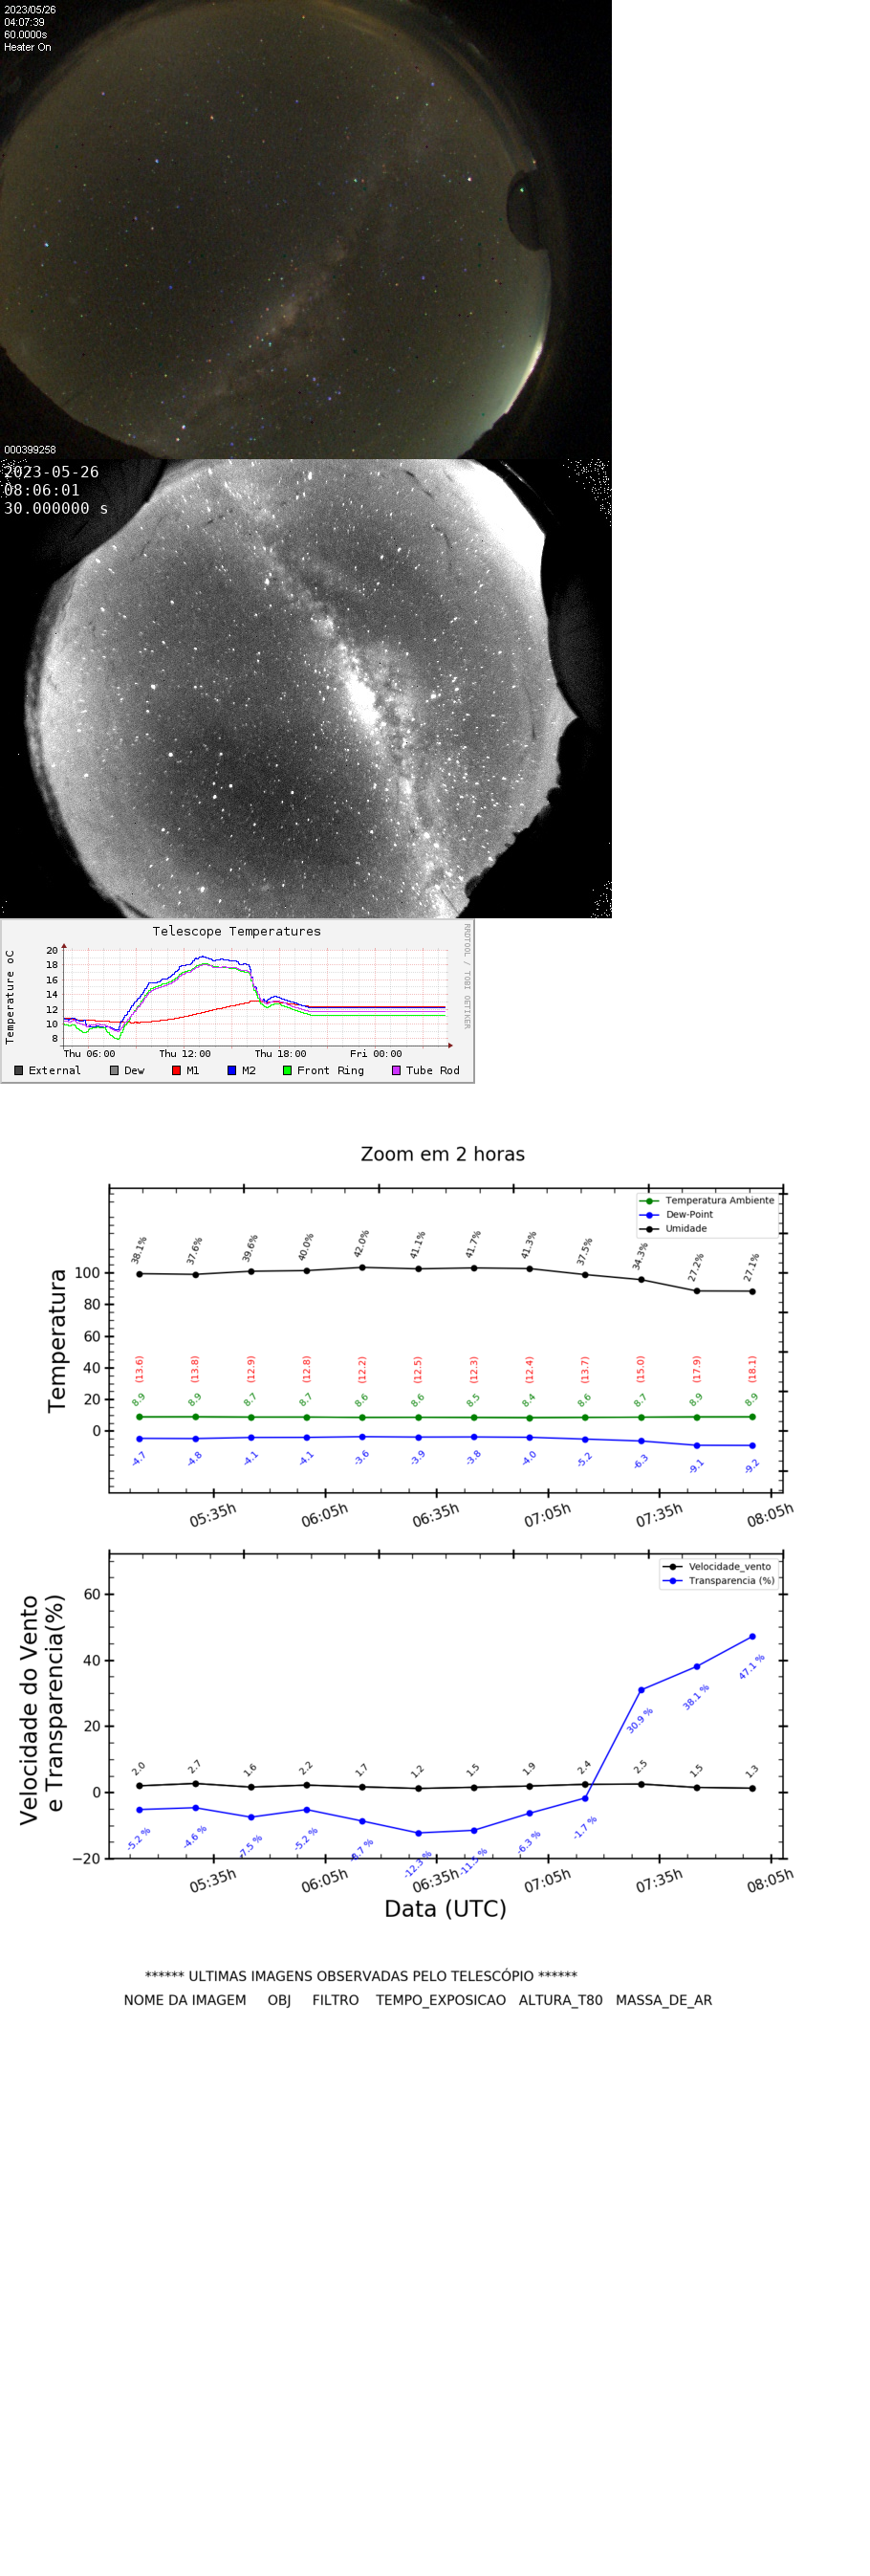 2023/05/26
04:07:39
60.0000s
Heater On
000399258
2023-05-26
08:06:01
30.000000 s
Telescope Temperatures
RRDTOOL / TOBI OETIKER
Temperature oC
20
18
16
14
12
10
8
Thu 06:00 Thu 12:00 Thu 18:00 Fri 00:00
External Dew M1 M2 Front Ring Tube Rod
Zoom em 2 horas
Temperatura Ambiente
Dew-Point
Umidade
Temperatura
100
80
60
40
20
0
38.1% 37.6% 39.6% 40.0% 42.0% 41.1% 41.7% 41.3% 37.5% 34.3% 27.2% 27.1%
(13.6) (13.8) (12.9) (12.8) (12.2) (12.5) (12.3) (12.4) (13.7) (15.0) (17.9) (18.1)
8.9 8.9 8.7 8.7 8.6 8.6 8.5 8.4 8.6 8.7 8.9 8.9
-4.7 -4.8 -4.1 -4.1 -3.6 -3.9 -3.8 -4.0 -5.2 -6.3 -9.1 -9.2
05:35h 06:05h 06:35h 07:05h 07:35h 08:05h
Velocidade_vento
Transparencia (%)
Velocidade do Vento
e Transparencia(%)
60
40
20
0
−20
2.0 2.7 1.6 2.2 1.7 1.2 1.5 1.9 2.4 2.5 1.5 1.3
-5.2 % -4.6 % -7.5 % -5.2 % -8.7 % -12.3 % -6.3 % -1.7 % 30.9 % 38.1 % 47.1 %
05:35h 06:05h 06:35h 07:05h 07:35h 08:05h
Data (UTC)
****** ULTIMAS IMAGENS OBSERVADAS PELO TELESCÓPIO ******
NOME DA IMAGEM OBJ FILTRO TEMPO_EXPOSICAO ALTURA_T80 MASSA_DE_AR